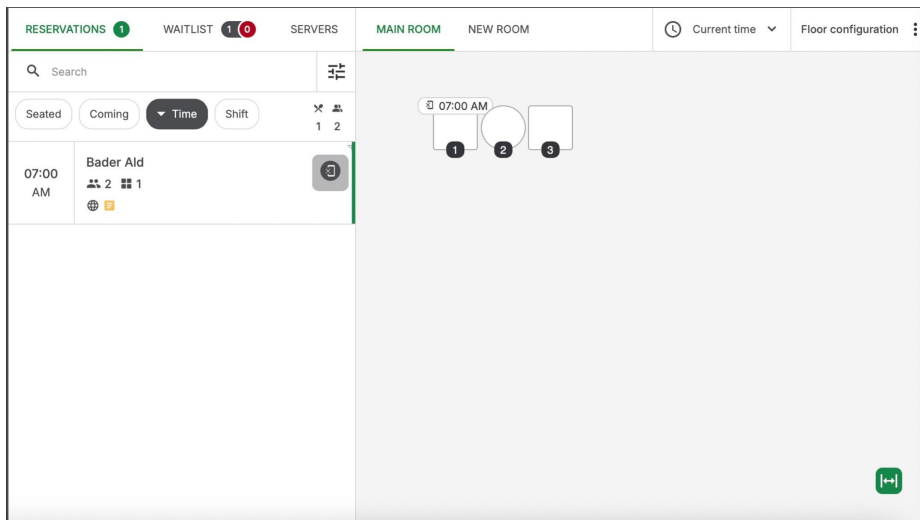 RESERVATIONS 1 WAITLIST 1 0 SERVERS MAIN ROOM NEW ROOM Current time Floor configuration
Search
Seated Coming Time Shift 1 2
07:00 AM
Bader Ald
2 1
07:00 AM
1 2 3